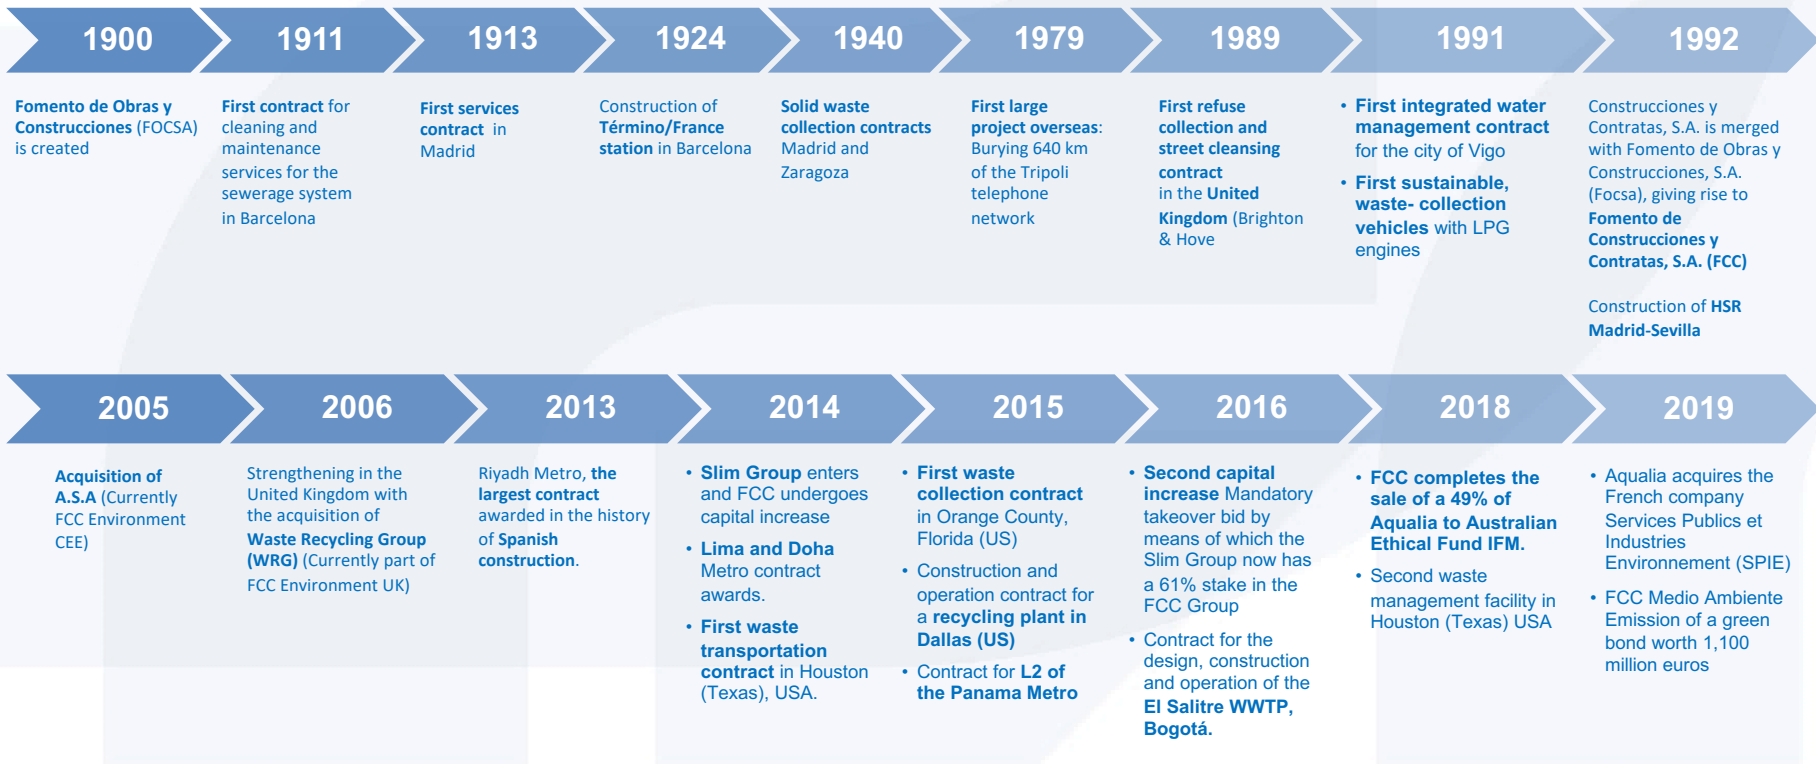 1900
1911
1913
1924
1940
1979
1989
1991
1992
Fomento de Obras y
Construcciones (FOCSA)
is created
First contract for
cleaning and
maintenance
services for the
sewerage system
in Barcelona
First services
contract in
Madrid
Construction of
Término/France
station in Barcelona
Solid waste
collection contracts
Madrid and
Zaragoza
First large
project overseas:
Burying 640 km
of the Tripoli
telephone
network
First refuse
collection and
street cleansing
contract
in the United
Kingdom (Brighton
& Hove
• First integrated water
management contract
for the city of Vigo
• First sustainable,
waste- collection
vehicles with LPG
engines
Construcciones y
Contratas, S.A. is merged
with Fomento de Obras y
Construcciones, S.A.
(Focsa), giving rise to
Fomento de
Construcciones y
Contratas, S.A. (FCC)
Construction of HSR
Madrid-Sevilla
2005
2006
2013
2014
2015
2016
2018
2019
Acquisition of
A.S.A (Currently
FCC Environment
CEE)
Strengthening in the
United Kingdom with
the acquisition of
Waste Recycling Group
(WRG) (Currently part of
FCC Environment UK)
Riyadh Metro, the
largest contract
awarded in the history
of Spanish
construction.
• Slim Group enters
and FCC undergoes
capital increase
• Lima and Doha
Metro contract
awards.
• First waste
transportation
contract in Houston
(Texas), USA.
• First waste
collection contract
in Orange County,
Florida (US)
• Construction and
operation contract for
a recycling plant in
Dallas (US)
• Contract for L2 of
the Panama Metro
• Second capital
increase Mandatory
takeover bid by
means of which the
Slim Group now has
a 61% stake in the
FCC Group
• Contract for the
design, construction
and operation of the
El Salitre WWTP,
Bogotá.
• FCC completes the
sale of a 49% of
Aqualia to Australian
Ethical Fund IFM.
• Second waste
management facility in
Houston (Texas) USA
• Aqualia acquires the
French company
Services Publics et
Industries
Environnement (SPIE)
• FCC Medio Ambiente
Emission of a green
bond worth 1,100
million euros